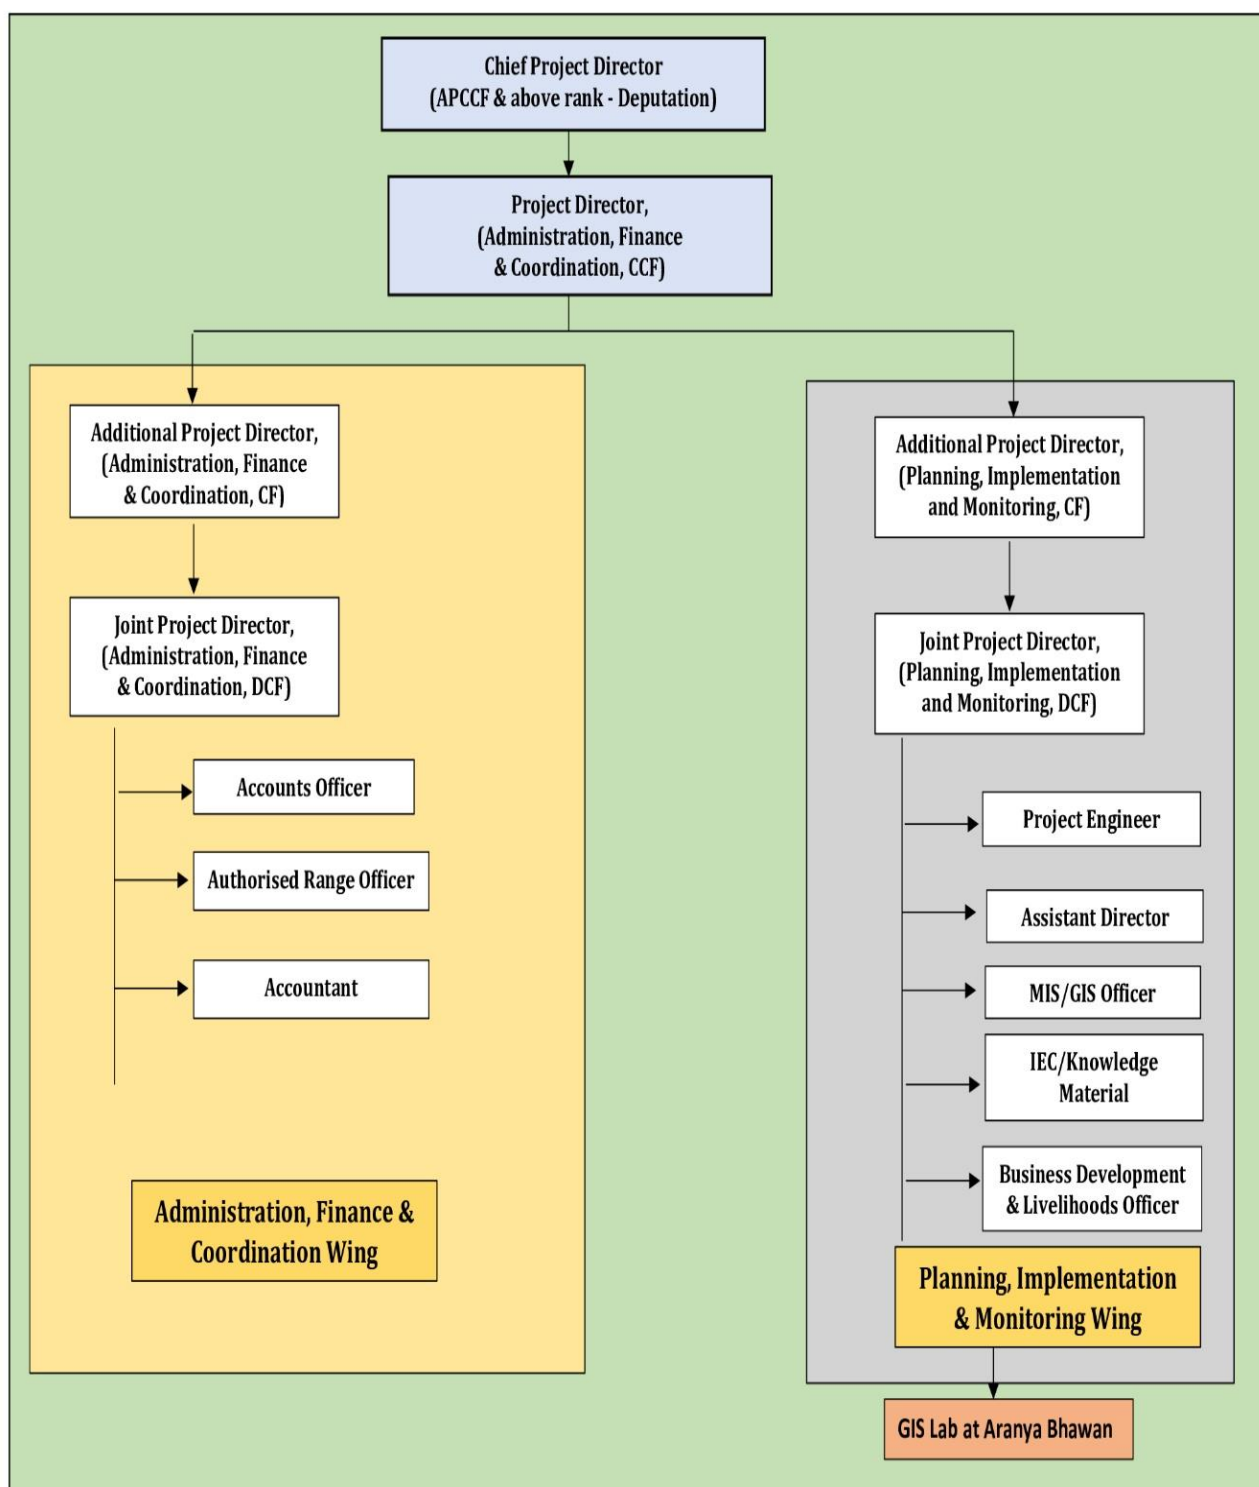 Chief Project Director
(APCCF & above rank - Deputation)
Project Director,
(Administration, Finance
& Coordination, CCF)
Additional Project Director,
(Administration, Finance
& Coordination, CF)
Joint Project Director,
(Administration, Finance
& Coordination, DCF)
Accounts Officer
Authorised Range Officer
Accountant
Administration, Finance &
Coordination Wing
Additional Project Director,
(Planning, Implementation
and Monitoring, CF)
Joint Project Director,
(Planning, Implementation
and Monitoring, DCF)
Project Engineer
Assistant Director
MIS/GIS Officer
IEC/Knowledge
Material
Business Development
& Livelihoods Officer
Planning, Implementation
& Monitoring Wing
GIS Lab at Aranya Bhawan